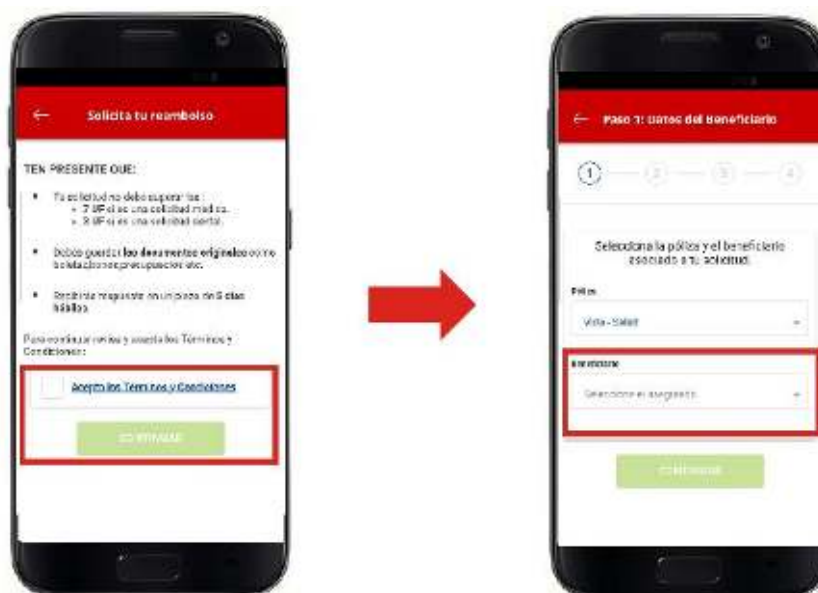 Solicita tu reembolso
TEN PRESENTE QUE:
Tu solicitud no debe superar las:
7 UF si es una solicitud médica.
3 UF si es una solicitud dental.
Debes guardar los documentos originales como
boletas, bonos, presupuestos etc.
Recibirás respuesta en un plazo de 5 días
hábiles
Para continuar revisa y acepta los Términos y
Condiciones:
Acepto los Términos y Condiciones
CONTINUAR
Paso 1: Datos del Beneficiario
1
2
3
4
Selecciona la póliza y el beneficiario
asociado a tu solicitud.
Póliza
Salud
Beneficiario
Seleccione el asegurado
CONTINUAR